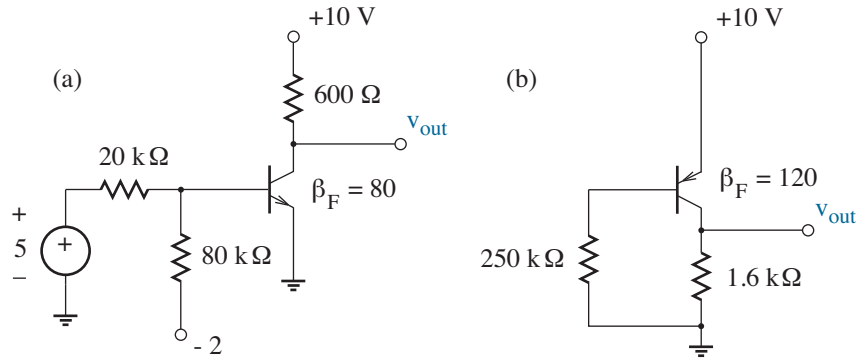 +10 V
(a)
600 Ω
v_out
20 kΩ
β_F = 80
+
5
+
–
80 kΩ
- 2
+10 V
(b)
β_F = 120
v_out
250 kΩ
1.6 kΩ